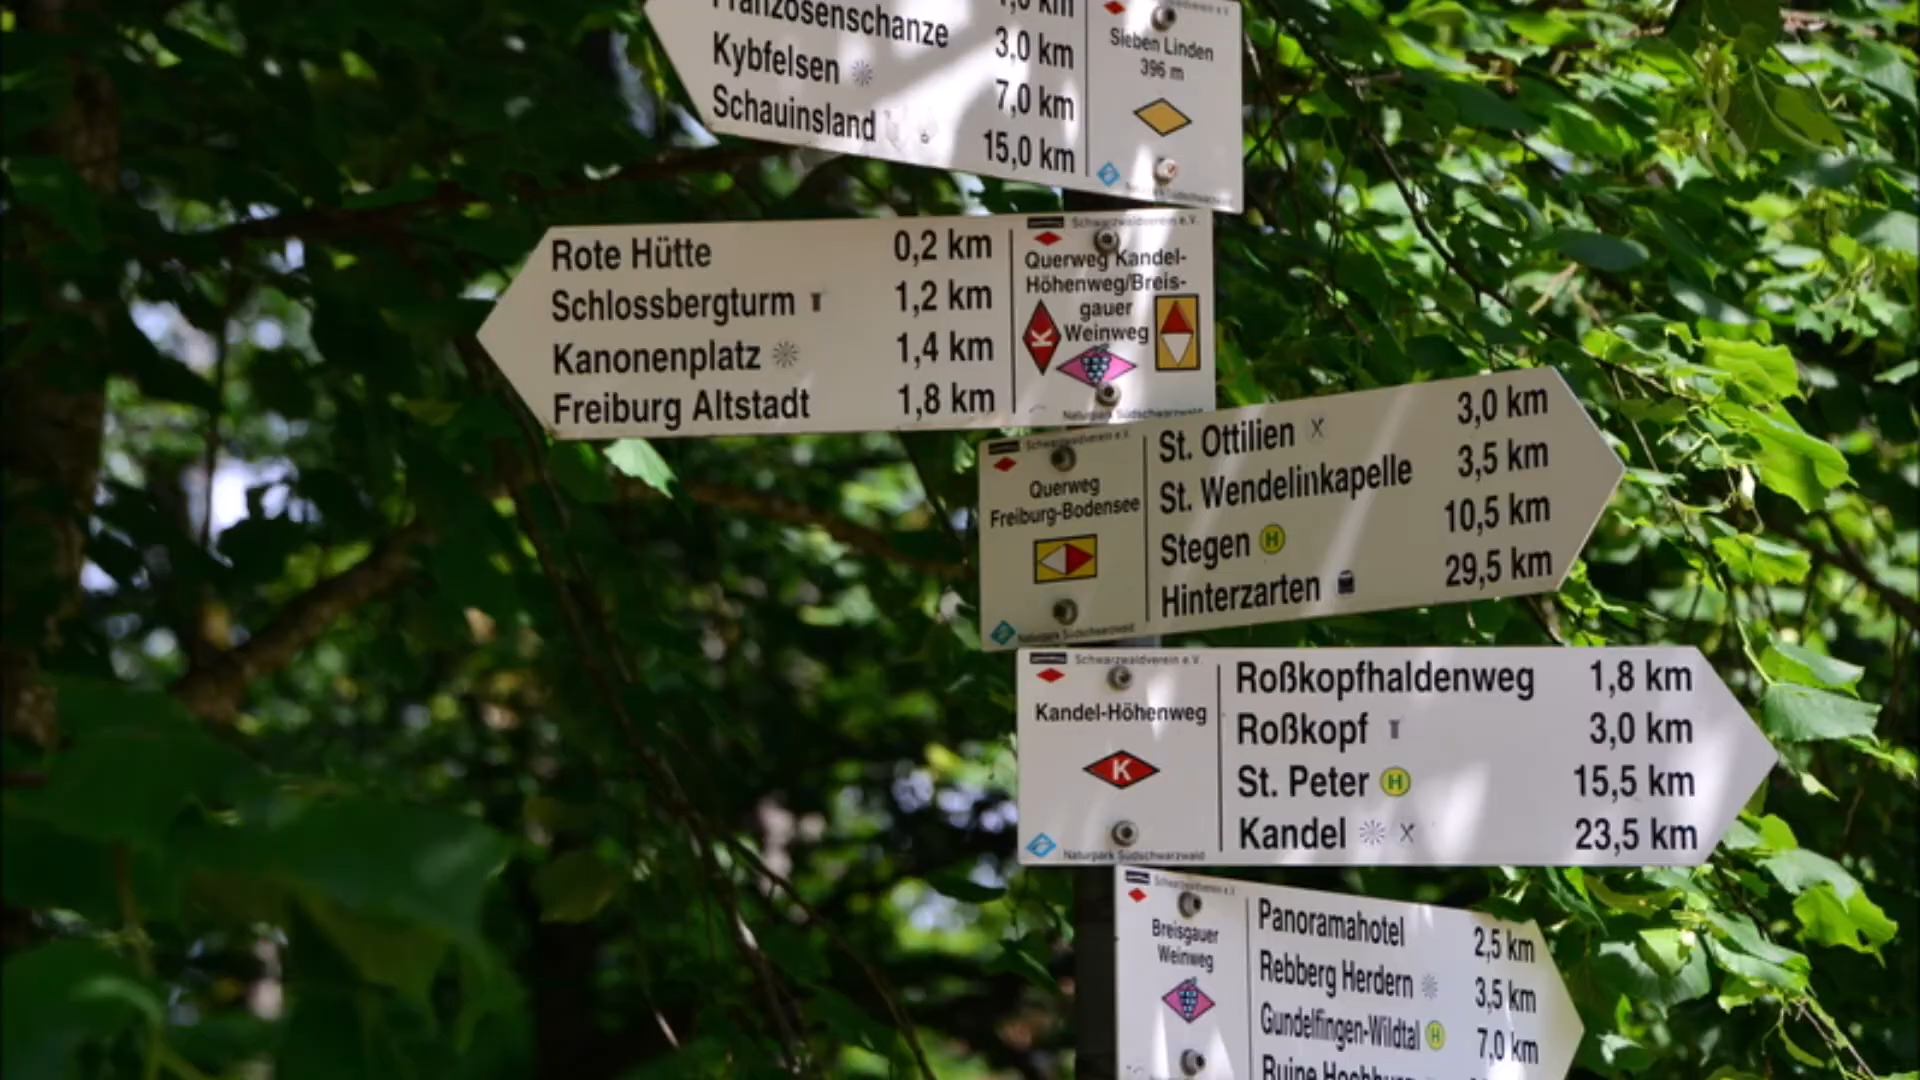 Französenschanze 3,0 km
Kybfelsen 7,0 km
Schauinsland 15,0 km
Sieben Linden
396 m
Schwarzwaldverein e.V.
Rote Hütte 0,2 km
Schlossbergturm 1,2 km
Kanonenplatz 1,4 km
Freiburg Altstadt 1,8 km
Querweg Kandel-
Höhenweg/Breis-
gauer
Weinweg
K
Naturpark Südschwarzwald
Schwarzwaldverein e.V.
Querweg
Freiburg-Bodensee
Naturpark Südschwarzwald
St. Ottilien 3,0 km
St. Wendelinkapelle 3,5 km
Stegen H 10,5 km
Hinterzarten 29,5 km
Schwarzwaldverein e.V.
Kandel-Höhenweg
K
Naturpark Südschwarzwald
Roßkopfhaldenweg 1,8 km
Roßkopf 3,0 km
St. Peter H 15,5 km
Kandel 23,5 km
Schwarzwaldverein e.V.
Breisgauer
Weinweg
Panoramahotel 2,5 km
Rebberg Herdern 3,5 km
Gundelfingen-Wildtal H 7,0 km
Ruine